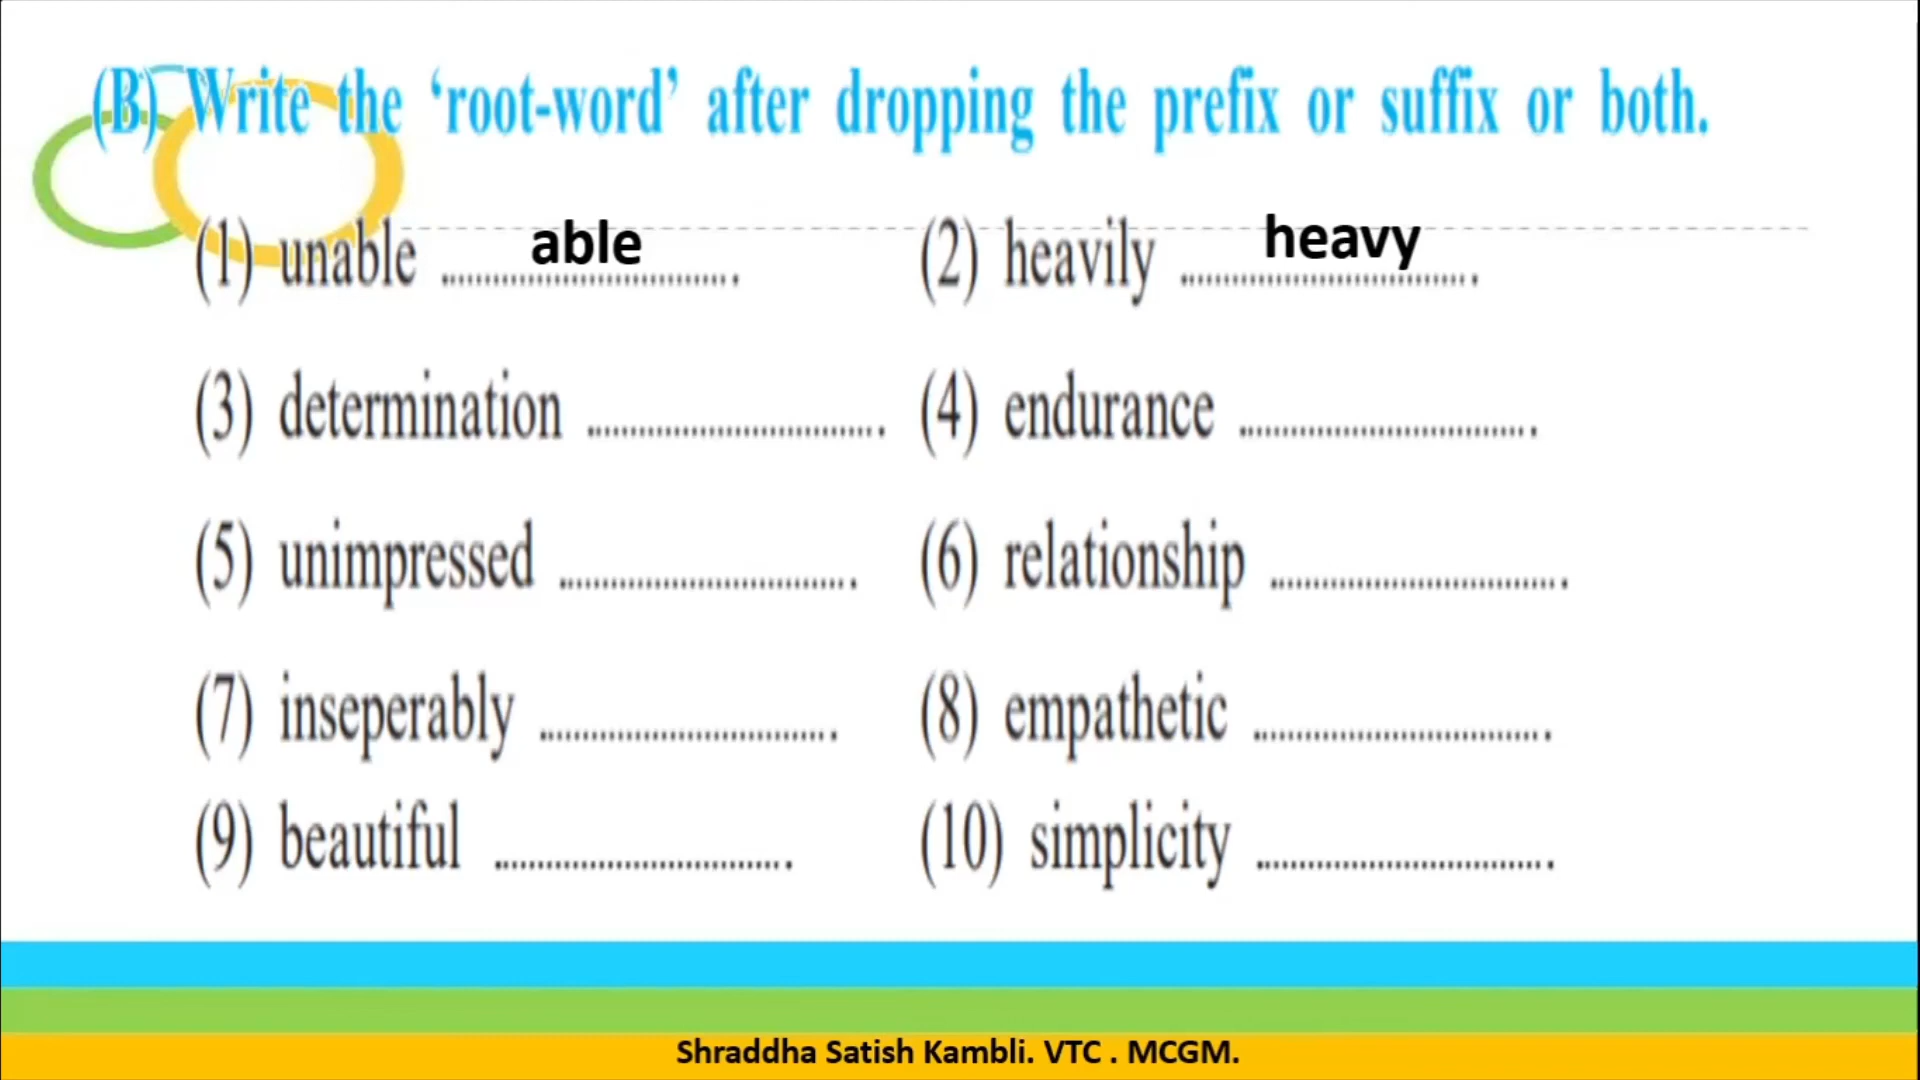 (B) Write the ‘root-word’ after dropping the prefix or suffix or both.
(1) unable able .............................. (2) heavily heavy ..............................
(3) determination .............................. (4) endurance ..............................
(5) unimpressed .............................. (6) relationship ..............................
(7) inseperably .............................. (8) empathetic ..............................
(9) beautiful .............................. (10) simplicity ..............................
Shraddha Satish Kambli. VTC . MCGM.